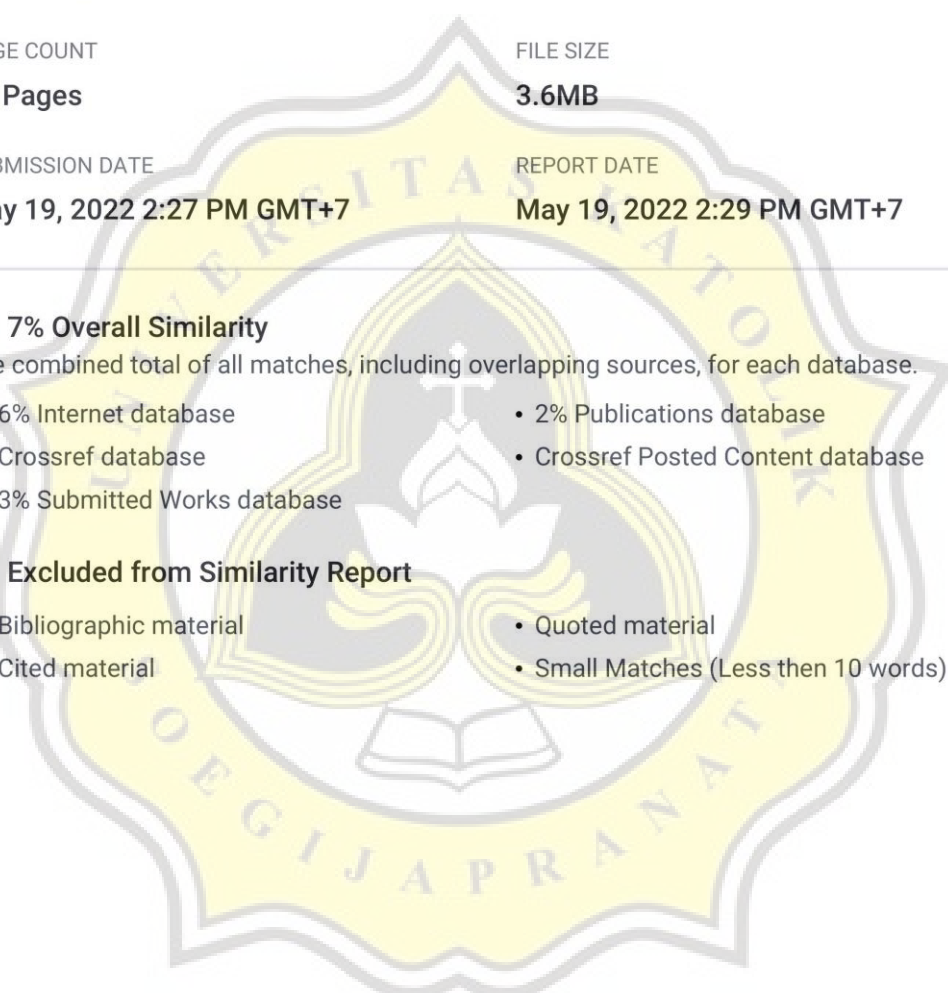 GE COUNT
FILE SIZE
Pages
3.6MB
BMISSION DATE
REPORT DATE
ay 19, 2022 2:27 PM GMT+7
May 19, 2022 2:29 PM GMT+7
7% Overall Similarity
e combined total of all matches, including overlapping sources, for each database.
6% Internet database
• 2% Publications database
Crossref database
• Crossref Posted Content database
3% Submitted Works database
Excluded from Similarity Report
Bibliographic material
• Quoted material
Cited material
• Small Matches (Less then 10 words)
UNIVERSITAS KATOLIK
SOEGIJAPRANATA